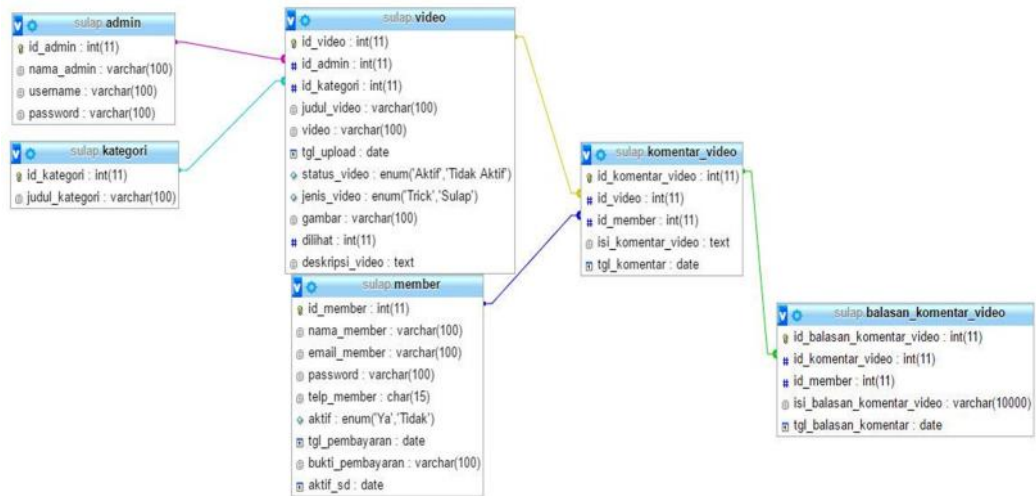 sulap.admin
id_admin : int(11)
nama_admin : varchar(100)
username : varchar(100)
password : varchar(100)
sulap.kategori
id_kategori : int(11)
judul_kategori : varchar(100)
sulap.video
id_video : int(11)
id_admin : int(11)
id_kategori : int(11)
judul_video : varchar(100)
video : varchar(100)
tgl_upload : date
status_video : enum('Aktif','Tidak Aktif')
jenis_video : enum('Trick','Sulap')
gambar : varchar(100)
dilihat : int(11)
deskripsi_video : text
sulap.member
id_member : int(11)
nama_member : varchar(100)
email_member : varchar(100)
password : varchar(100)
telp_member : char(15)
aktif : enum('Ya','Tidak')
tgl_pembayaran : date
bukti_pembayaran : varchar(100)
aktif_sd : date
sulap.komentar_video
id_komentar_video : int(11)
id_video : int(11)
id_member : int(11)
isi_komentar_video : text
tgl_komentar : date
sulap.balasan_komentar_video
id_balasan_komentar_video : int(11)
id_komentar_video : int(11)
id_member : int(11)
isi_balasan_komentar_video : varchar(10000)
tgl_balasan_komentar : date